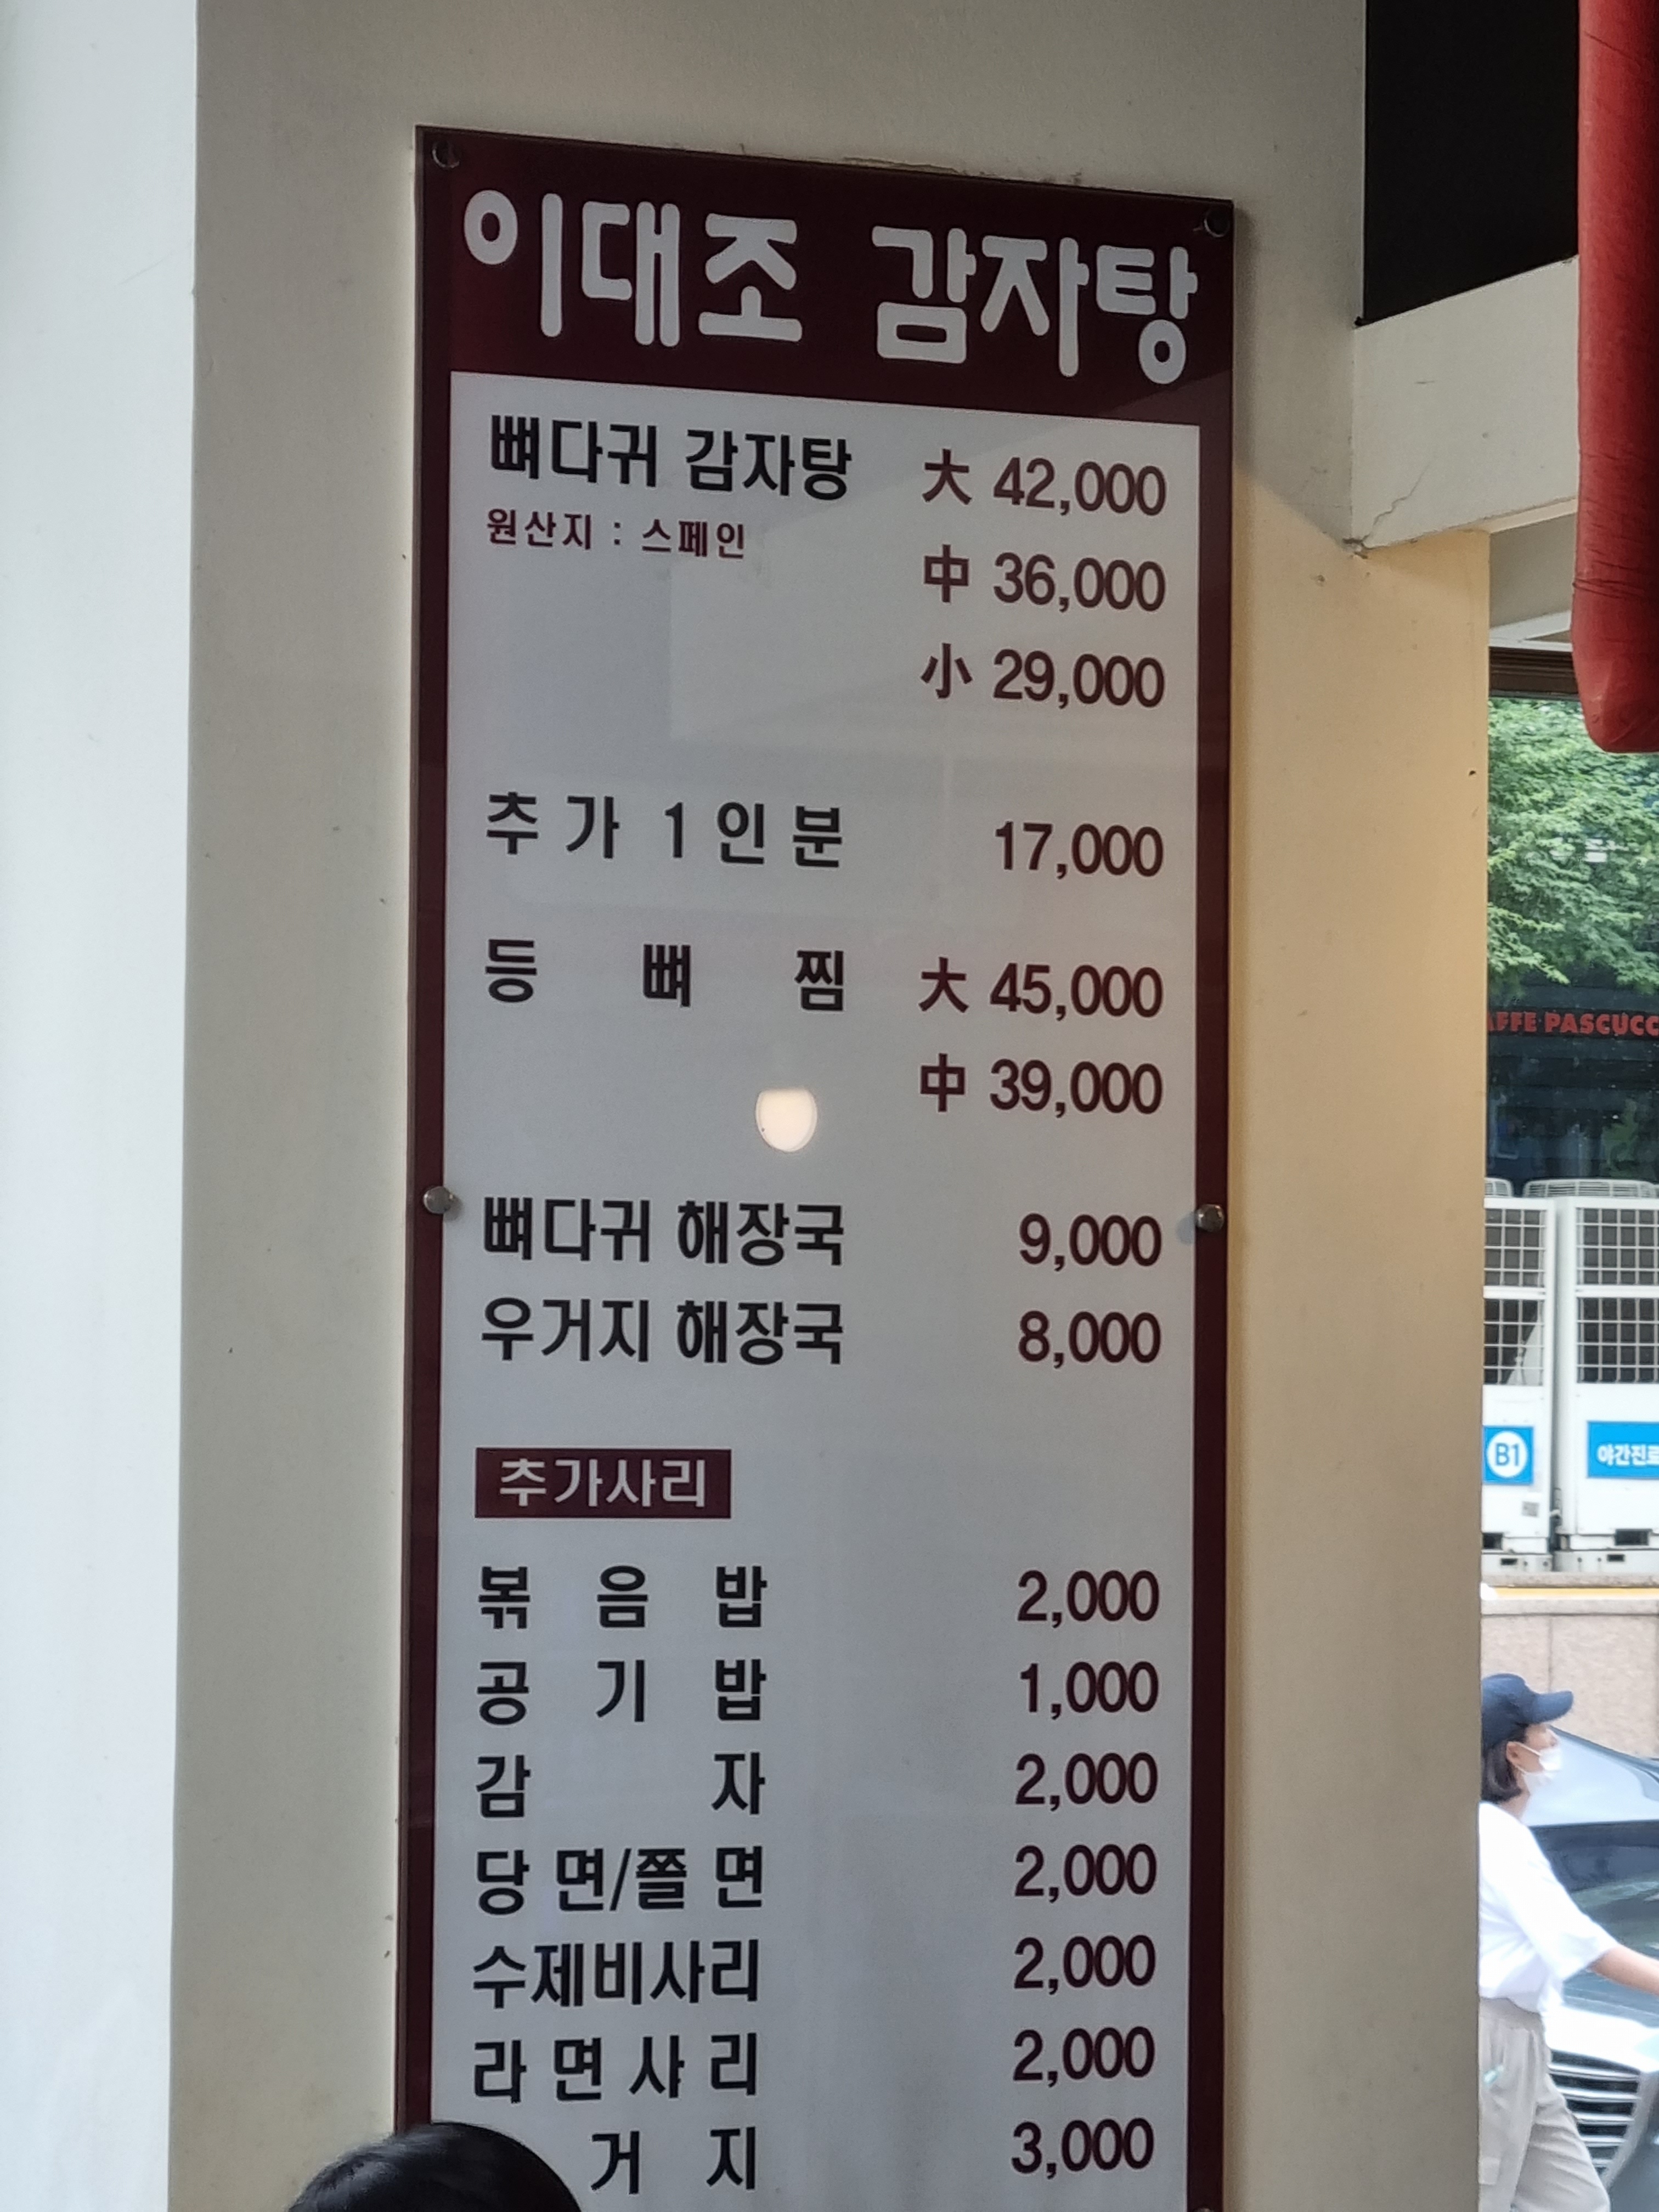 이대조 감자탕
뼈다귀 감자탕 大 42,000
원산지 : 스페인
中 36,000
小 29,000
추가 1인분 17,000
등뼈찜 大 45,000
中 39,000
뼈다귀 해장국 9,000
우거지 해장국 8,000
추가사리
볶음밥 2,000
공기밥 1,000
감자 2,000
당면/쫄면 2,000
수제비사리 2,000
라면사리 2,000
거지 3,000
AFFE PASCUCC
B1
야간진료